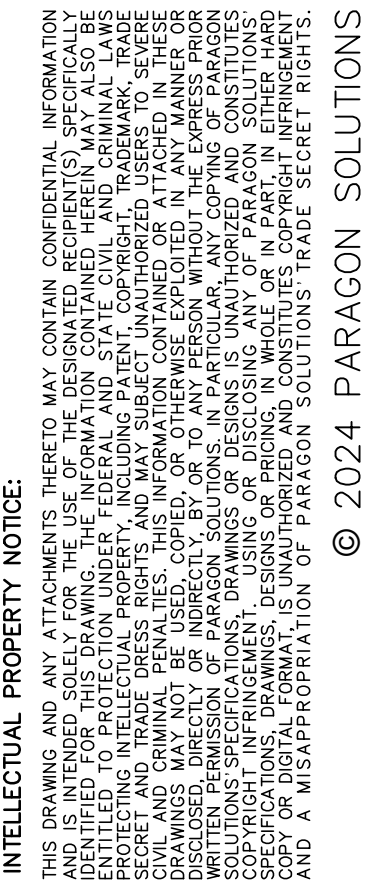 INTELLECTUAL PROPERTY NOTICE:
THIS DRAWING AND ANY ATTACHMENTS THERETO MAY CONTAIN CONFIDENTIAL INFORMATION
AND IS INTENDED SOLELY FOR THE USE OF THE DESIGNATED RECIPIENT(S) SPECIFICALLY
IDENTIFIED FOR THIS DRAWING. THE INFORMATION CONTAINED HEREIN MAY ALSO BE
ENTITLED TO PROTECTION UNDER FEDERAL AND STATE CIVIL AND CRIMINAL LAWS
PROTECTING INTELLECTUAL PROPERTY, INCLUDING PATENT, COPYRIGHT, TRADEMARK, TRADE
SECRET AND TRADE DRESS RIGHTS AND MAY SUBJECT UNAUTHORIZED USERS TO SEVERE
CIVIL AND CRIMINAL PENALTIES. THIS INFORMATION CONTAINED OR ATTACHED IN THESE
DRAWINGS MAY NOT BE USED, COPIED, OR OTHERWISE EXPLOITED IN ANY MANNER OR
DISCLOSED, DIRECTLY OR INDIRECTLY, BY OR TO ANY PERSON WITHOUT THE EXPRESS PRIOR
WRITTEN PERMISSION OF PARAGON SOLUTIONS. IN PARTICULAR, ANY COPYING OF PARAGON
SOLUTIONS' SPECIFICATIONS, DRAWINGS OR DESIGNS IS UNAUTHORIZED AND CONSTITUTES
COPYRIGHT INFRINGEMENT. USING OR DISCLOSING ANY OF PARAGON SOLUTIONS'
SPECIFICATIONS, DRAWINGS, DESIGNS OR PRICING, IN WHOLE OR IN PART, IN EITHER HARD
COPY OR DIGITAL FORMAT, IS UNAUTHORIZED AND CONSTITUTES COPYRIGHT INFRINGEMENT
AND A MISAPPROPRIATION OF PARAGON SOLUTIONS' TRADE SECRET RIGHTS.
© 2024 PARAGON SOLUTIONS